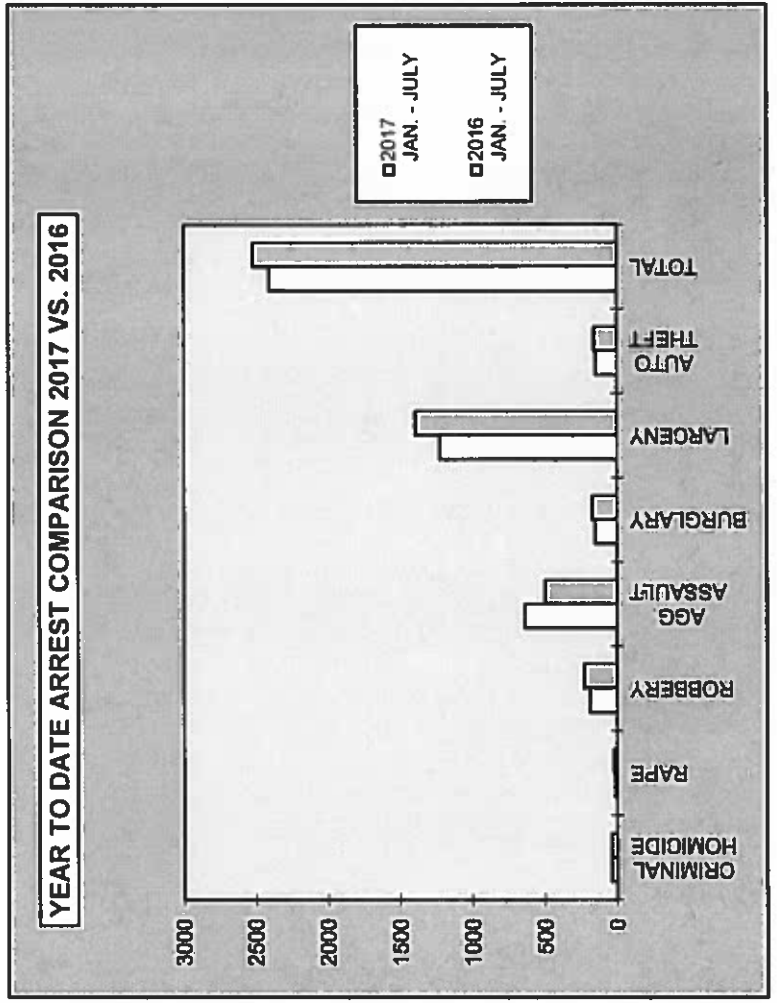 YEAR TO DATE ARREST COMPARISON 2017 VS. 2016
3000
2500
2000
1500
1000
500
0
CRIMINAL
HOMICIDE
RAPE
ROBBERY
AGG.
ASSAULT
BURGLARY
LARCENY
AUTO
THEFT
TOTAL
2017
JAN. - JULY
2016
JAN. - JULY